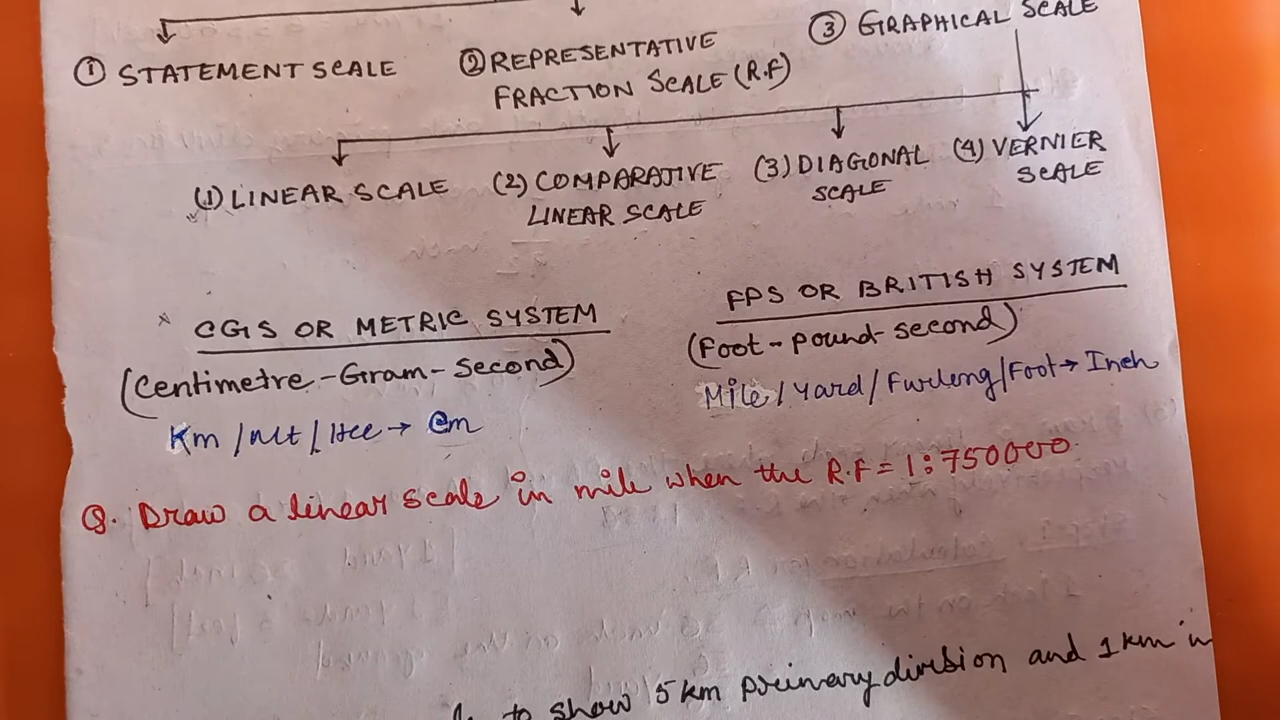 ① STATEMENT SCALE
② REPRESENTATIVE
FRACTION SCALE (R.F)
③ GRAPHICAL SCALE
(1) LINEAR SCALE
(2) COMPARATIVE
LINEAR SCALE
(3) DIAGONAL
SCALE
(4) VERNIER
SCALE
CGS OR METRIC SYSTEM
(Centimetre-Gram-Second)
Km / Mt / Hec → cm
FPS OR BRITISH SYSTEM
(Foot-pound-second)
Mile / Yard / Furlong / Foot → Inch
Q. Draw a linear scale in mile when the R.F = 1:750000
to show 5 km primary division and 1 km in